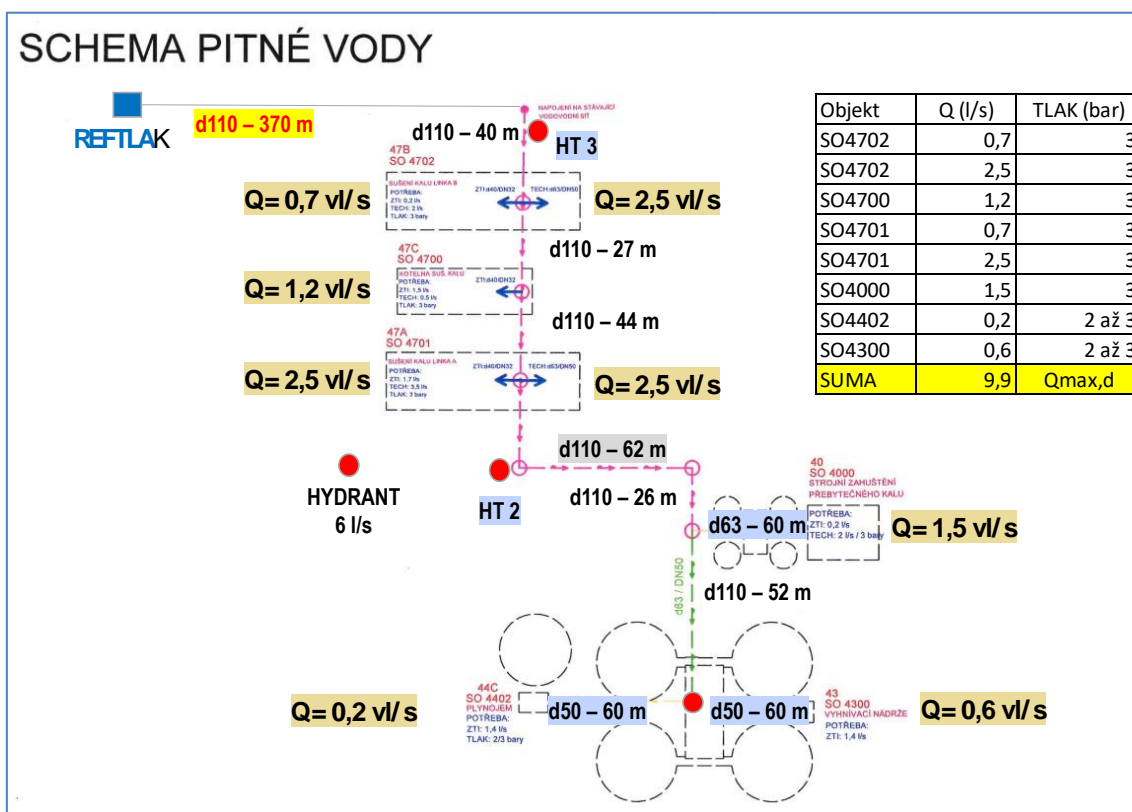 SCHEMA PITNÉ VODY
REFTLAK
d110 – 370 m
NAPOJENÍ NA STÁVAJÍCÍ
VODOVODNÍ SÍŤ
d110 – 40 m
HT 3
47B
SO 4702
SUŠENÍ KALU LINKA B
POTŘEBA:
ZTI: 0,2 l/s
TECH: 2 l/s
TLAK: 3 bary
ZTI:d40/DN32
TECH:d63/DN50
Q= 0,7 vl/ s
Q= 2,5 vl/ s
d110 – 27 m
47C
SO 4700
KOTELNA SUŠ. KALU
POTŘEBA:
ZTI: 1,5 l/s
TECH: 0,5 l/s
TLAK: 3 bary
ZTI:d40/DN32
Q= 1,2 vl/ s
d110 – 44 m
47A
SO 4701
SUŠENÍ KALU LINKA A
POTŘEBA:
ZTI: 1,7 l/s
TECH: 3,5 l/s
TLAK: 3 bary
ZTI:d40/DN32
TECH:d63/DN50
Q= 2,5 vl/ s
Q= 2,5 vl/ s
Objekt Q (l/s) TLAK (bar)
SO4702 0,7 3
SO4702 2,5 3
SO4700 1,2 3
SO4701 0,7 3
SO4701 2,5 3
SO4000 1,5 3
SO4402 0,2 2 až 3
SO4300 0,6 2 až 3
SUMA 9,9 Qmax,d
HYDRANT
6 l/s
HT 2
d110 – 62 m
d110 – 26 m
40
SO 4000
STROJNÍ ZAHUŠTĚNÍ
PŘEBYTEČNÉHO KALU
POTŘEBA:
ZTI: 0,2 l/s
TECH: 2 l/s / 3 bary
d63 – 60 m
Q= 1,5 vl/ s
d63 / DN50
d110 – 52 m
44C
SO 4402
PLYNOJEM
POTŘEBA:
ZTI: 1,4 l/s
TLAK: 2/3 bary
Q= 0,2 vl/ s
d50 – 60 m
d50 – 60 m
43
SO 4300
VYHNÍVACÍ NÁDRŽE
POTŘEBA:
ZTI: 1,4 l/s
Q= 0,6 vl/ s